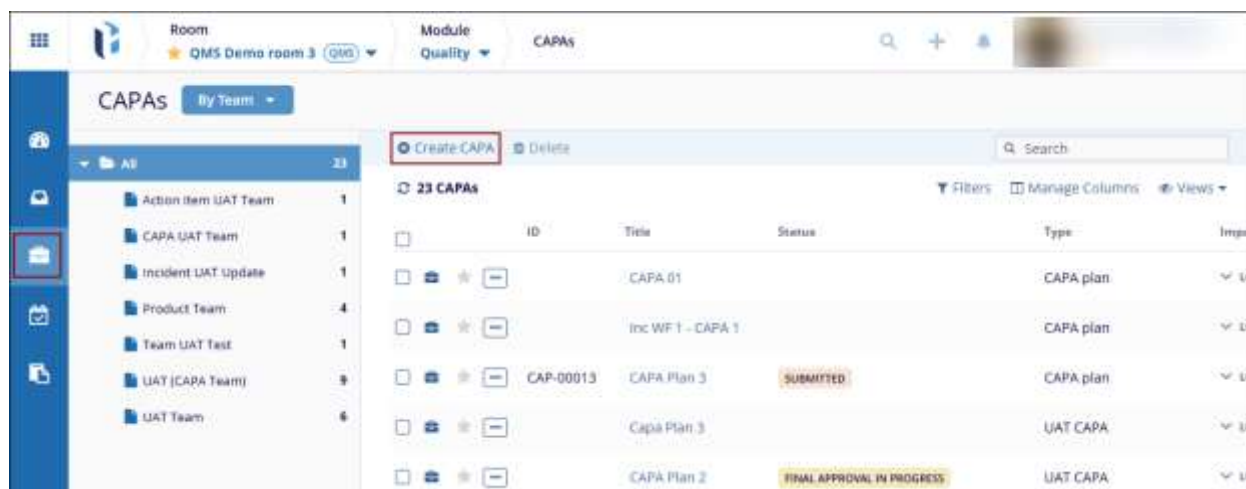 Room
QMS Demo room 3 QMS
Module
Quality
CAPAs
CAPAs By Team
Create CAPA Delete
Search
All 23
Action Item UAT Team 1
CAPA UAT Team 1
Incident UAT Update 1
Product Team 4
Team UAT Test 1
UAT (CAPA Team) 9
UAT Team 6
23 CAPAs
Filters Manage Columns Views
ID Title Status Type
CAPA 01 CAPA plan
Inc WF 1 - CAPA 1 CAPA plan
CAP-00013 CAPA Plan 3 SUBMITTED CAPA plan
Capa Plan 3 UAT CAPA
CAPA Plan 2 FINAL APPROVAL IN PROGRESS UAT CAPA